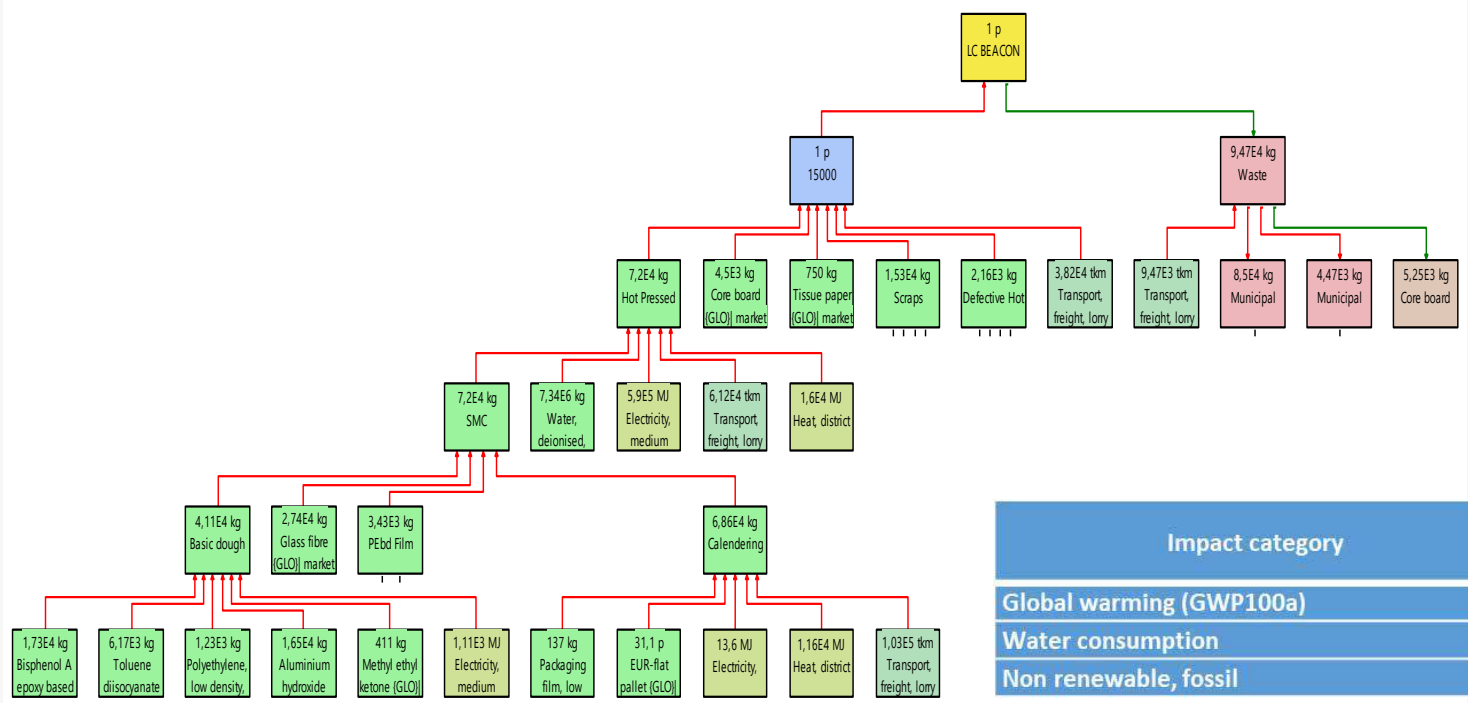 1 p
LC BEACON
1 p
15000
9,47E4 kg
Waste
7,2E4 kg
Hot Pressed
4,5E3 kg
Core board
{GLO}| market
750 kg
Tissue paper
{GLO}| market
1,53E4 kg
Scraps
2,16E3 kg
Defective Hot
3,82E4 tkm
Transport,
freight, lorry
9,47E3 tkm
Transport,
freight, lorry
8,5E4 kg
Municipal
4,47E3 kg
Municipal
5,25E3 kg
Core board
7,2E4 kg
SMC
7,34E6 kg
Water,
deionised,
5,9E5 MJ
Electricity,
medium
6,12E4 tkm
Transport,
freight, lorry
1,6E4 MJ
Heat, district
4,11E4 kg
Basic dough
2,74E4 kg
Glass fibre
{GLO}| market
3,43E3 kg
PEbd Film
6,86E4 kg
Calendering
1,73E4 kg
Bisphenol A
epoxy based
6,17E3 kg
Toluene
diisocyanate
1,23E3 kg
Polyethylene,
low density,
1,65E4 kg
Aluminium
hydroxide
411 kg
Methyl ethyl
ketone {GLO}|
1,11E3 MJ
Electricity,
medium
137 kg
Packaging
film, low
31,1 p
EUR-flat
pallet {GLO}|
13,6 MJ
Electricity,
1,16E4 MJ
Heat, district
1,03E5 tkm
Transport,
freight, lorry
Impact category
Global warming (GWP100a)
Water consumption
Non renewable, fossil